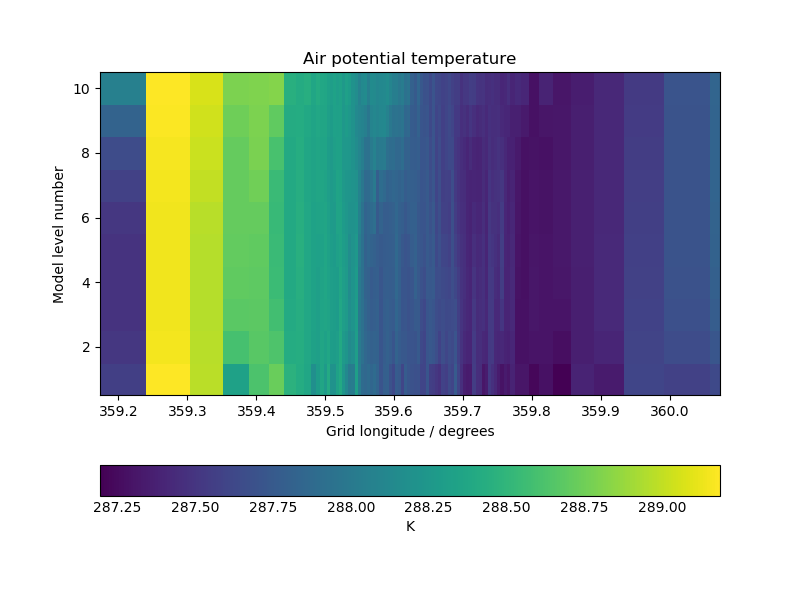 Air potential temperature
10
8
6
4
2
Model level number
359.2 359.3 359.4 359.5 359.6 359.7 359.8 359.9 360.0
Grid longitude / degrees
287.25 287.50 287.75 288.00 288.25 288.50 288.75 289.00
K